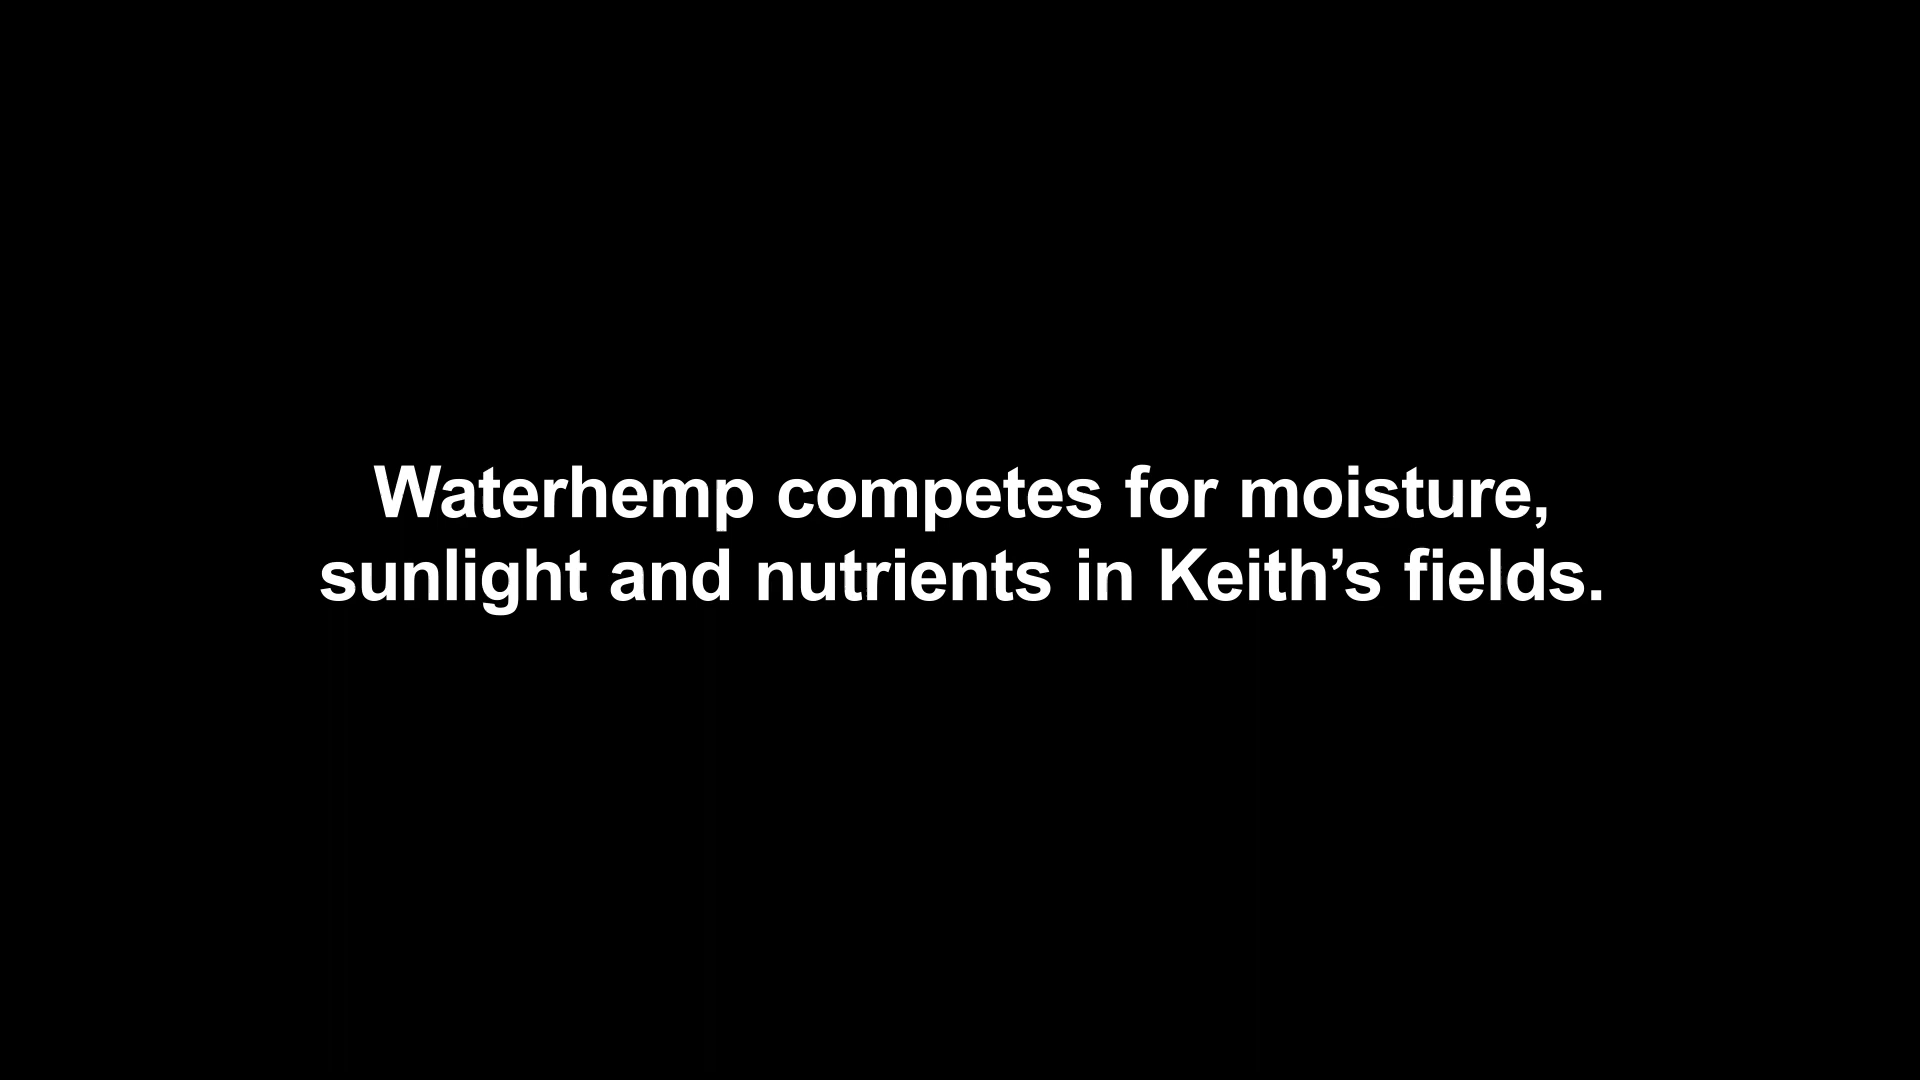 Waterhemp competes for moisture,
sunlight and nutrients in Keith’s fields.